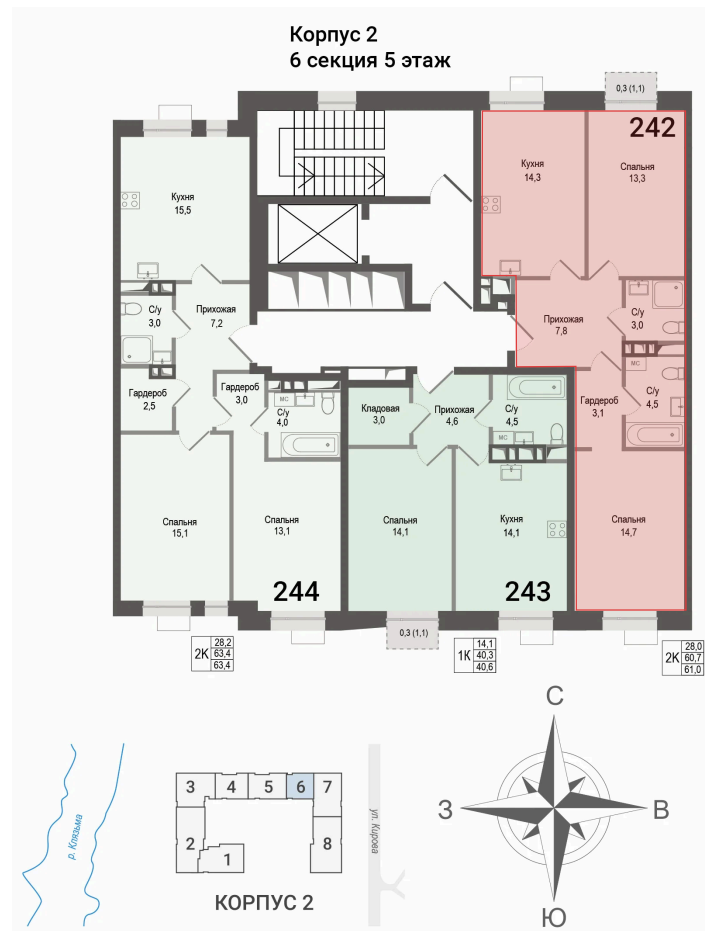 Корпус 2
6 секция 5 этаж
0,3 (1,1)
242
Кухня
14,3
Спальня
13,3
Кухня
15,5
С/у
3,0
Прихожая
7,2
Прихожая
7,8
С/у
3,0
МС
Гардероб
2,5
Гардероб
3,0
МС
С/у
4,0
Кладовая
3,0
Прихожая
4,6
С/у
4,5
МС
Гардероб
3,1
С/у
4,5
Спальня
15,1
Спальня
13,1
Спальня
14,1
Кухня
14,1
Спальня
14,7
244
243
0,3 (1,1)
2К
28,2
63,4
63,4
1К
14,1
40,3
40,6
2К
28,0
60,7
61,0
С
З
В
Ю
р. Клязьма
3
4
5
6
7
2
1
8
ул. Кирова
КОРПУС 2